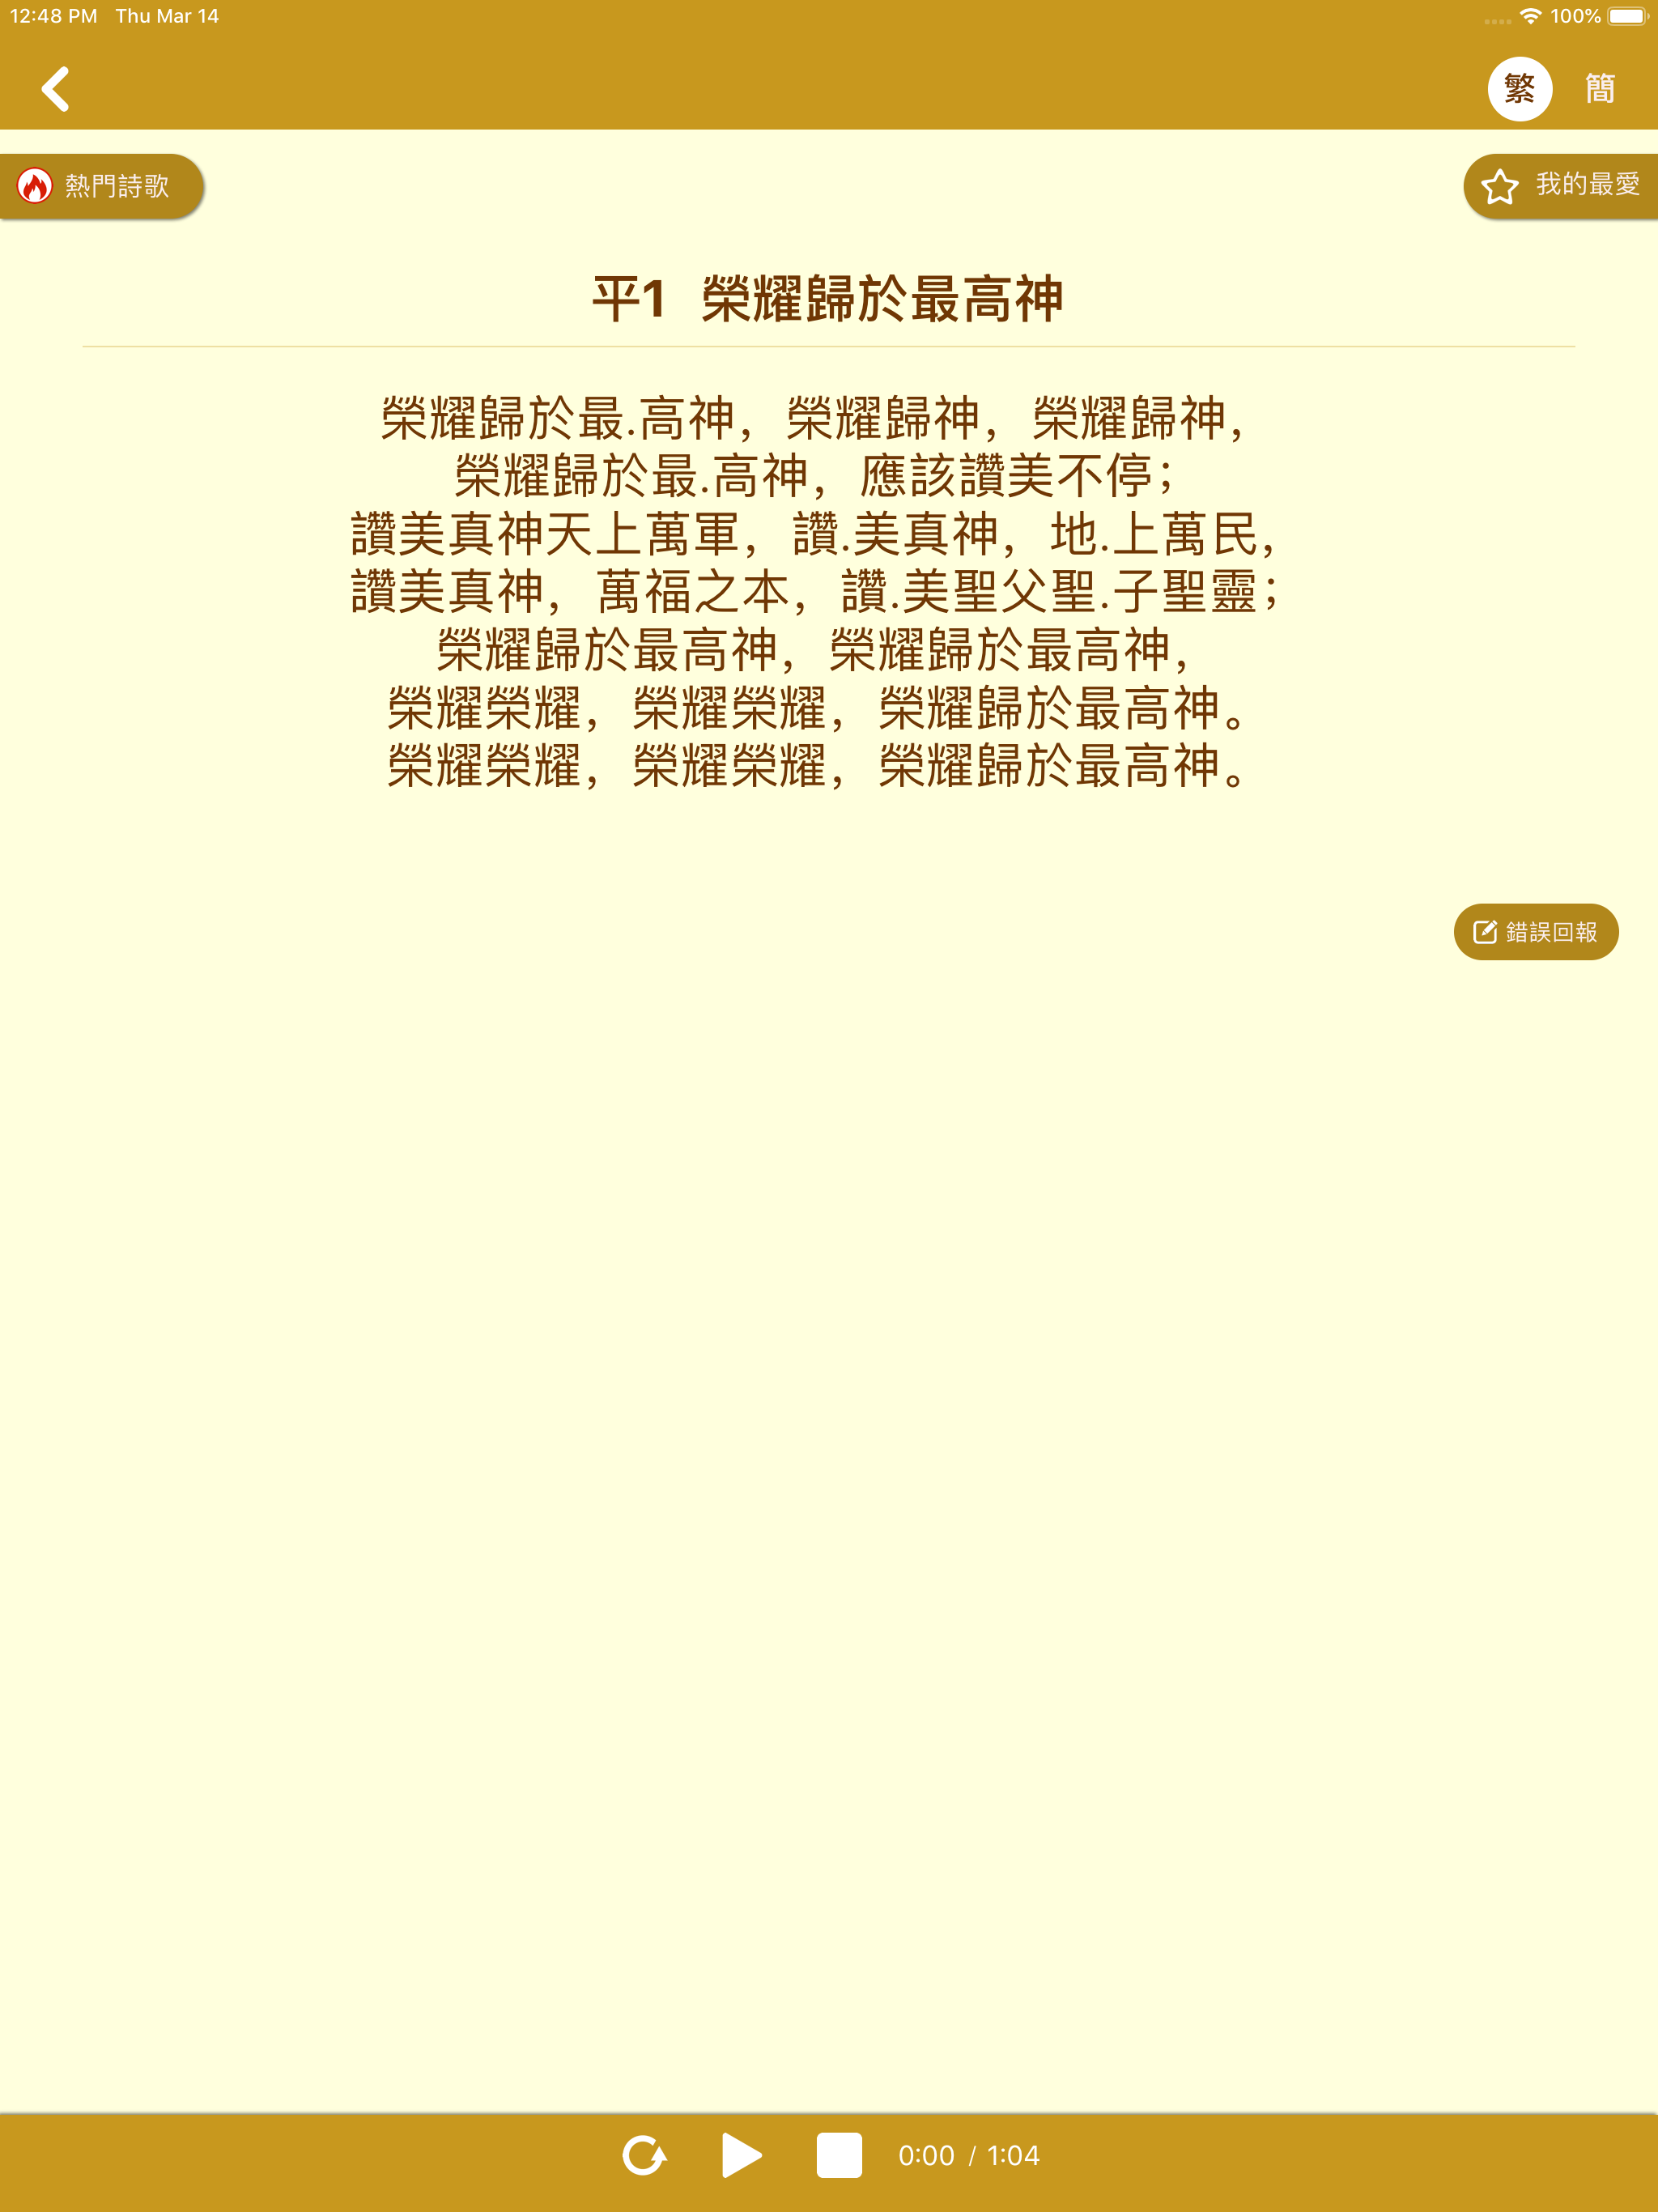 12:48 PM Thu Mar 14 100%
繁 簡
熱門詩歌 我的最愛
平1 榮耀歸於最高神
榮耀歸於最.高神，榮耀歸神，榮耀歸神，
榮耀歸於最.高神，應該讚美不停；
讚美真神天上萬軍，讚.美真神，地.上萬民，
讚美真神，萬福之本，讚.美聖父聖.子聖靈；
榮耀歸於最高神，榮耀歸於最高神，
榮耀榮耀，榮耀榮耀，榮耀歸於最高神。
榮耀榮耀，榮耀榮耀，榮耀歸於最高神。
錯誤回報
0:00 / 1:04